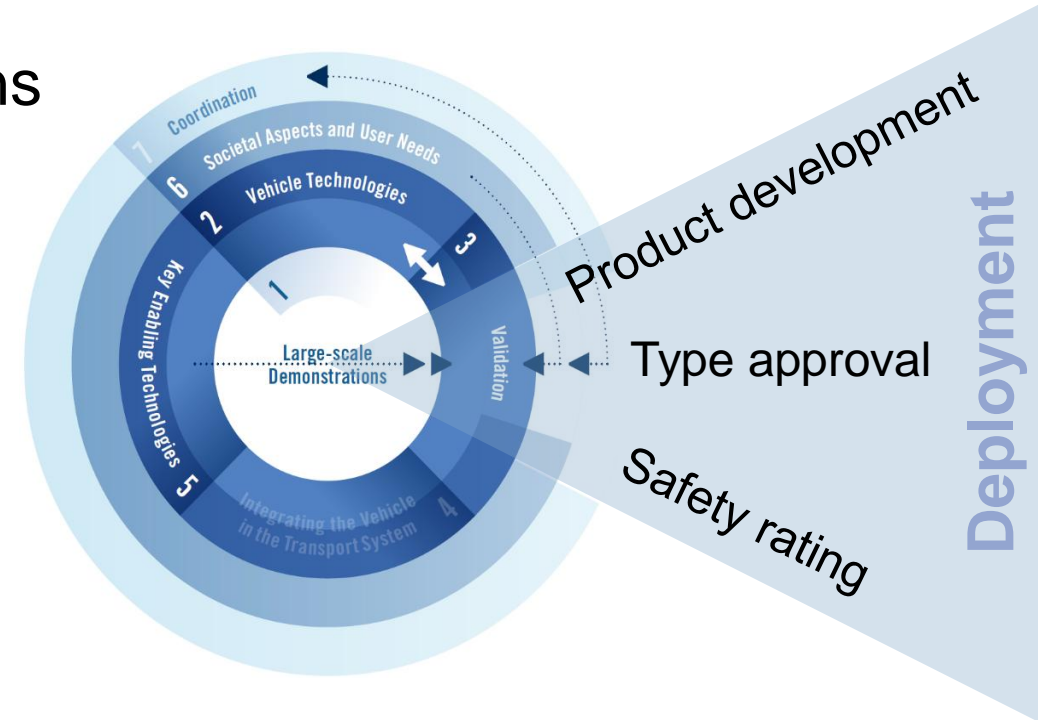 ns
7 Coordination
6 Societal Aspects and User Needs
2 Vehicle Technologies
3
Validation
1
Large-scale
Demonstrations
Key Enabling Technologies
5
Integrating the Vehicle
in the Transport System
4
Product development
Type approval
Safety rating
Deployment